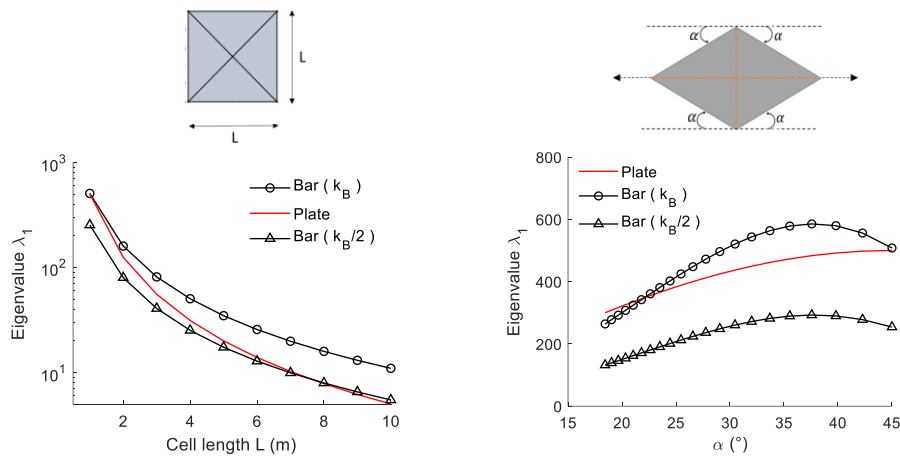 L
L
10³
10²
10¹
Eigenvalue λ₁
Bar ( k_B )
Plate
Bar ( k_B/2 )
2
4
6
8
10
Cell length L (m)
α
α
α
α
800
600
400
200
0
Eigenvalue λ₁
Plate
Bar ( k_B )
Bar ( k_B/2 )
15
20
25
30
35
40
45
α (°)